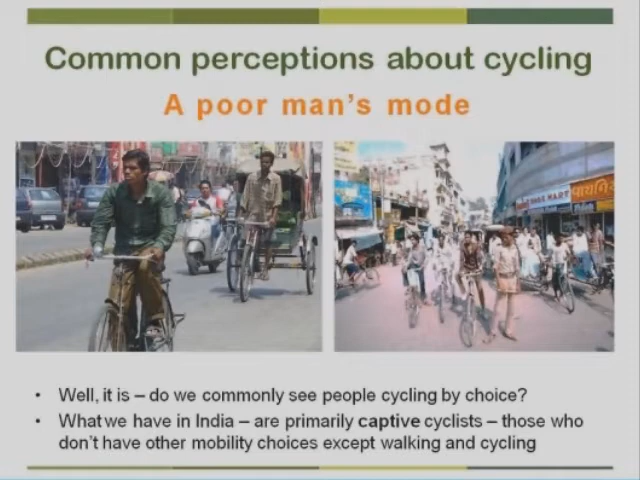 Common perceptions about cycling
A poor man's mode
• Well, it is – do we commonly see people cycling by choice?
• What we have in India – are primarily captive cyclists – those who
don't have other mobility choices except walking and cycling